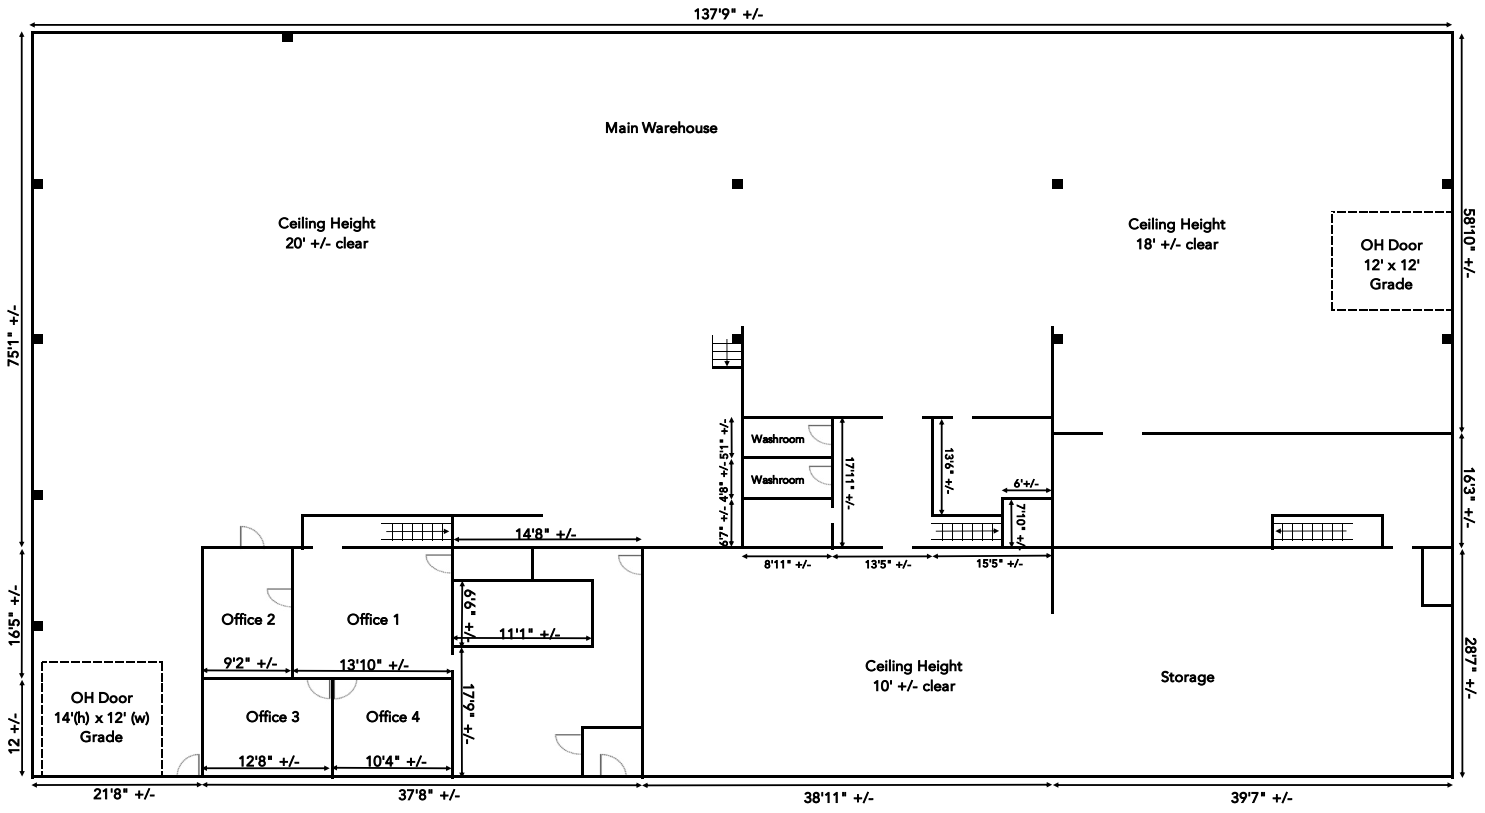 137'9" +/-
Main Warehouse
Ceiling Height
20' +/- clear
Ceiling Height
18' +/- clear
OH Door
12' x 12'
Grade
58'10" +/-
75'1" +/-
Washroom
Washroom
5'1" +/-
4'8" +/-
6'7" +/-
17'11" +/-
13'6" +/-
6'+/-
7'10" +/-
16'3" +/-
14'8" +/-
8'11" +/-
13'5" +/-
15'5" +/-
16'5" +/-
Office 2
Office 1
6'6" +/-
11'1" +/-
9'2" +/-
13'10" +/-
Ceiling Height
10' +/- clear
Storage
28'7" +/-
OH Door
14'(h) x 12' (w)
Grade
12 +/-
Office 3
Office 4
17'9" +/-
12'8" +/-
10'4" +/-
21'8" +/-
37'8" +/-
38'11" +/-
39'7" +/-